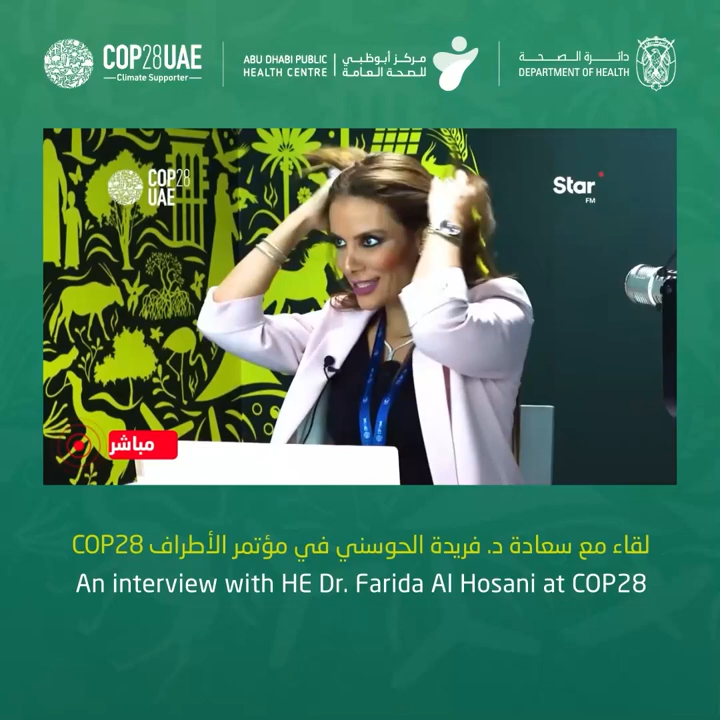 COP28UAE
Climate Supporter
ABU DHABI PUBLIC
HEALTH CENTRE
مركز أبوظبي
للصحة العامة
دائرة الصحة
DEPARTMENT OF HEALTH
COP28
UAE
Star
FM
مباشر
لقاء مع سعادة د. فريدة الحوسني في مؤتمر الأطراف COP28
An interview with HE Dr. Farida Al Hosani at COP28